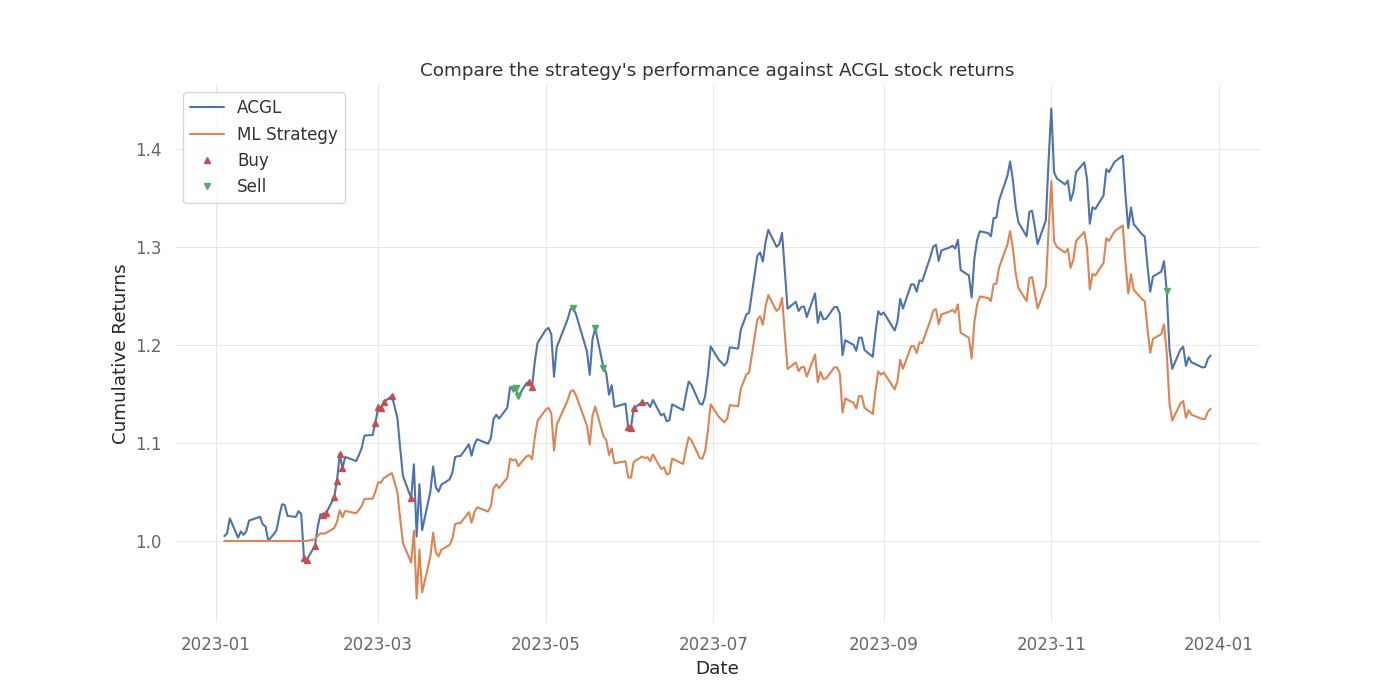 Compare the strategy's performance against ACGL stock returns
ACGL
ML Strategy
Buy
Sell
Cumulative Returns
1.4
1.3
1.2
1.1
1.0
2023-01
2023-03
2023-05
2023-07
2023-09
2023-11
2024-01
Date